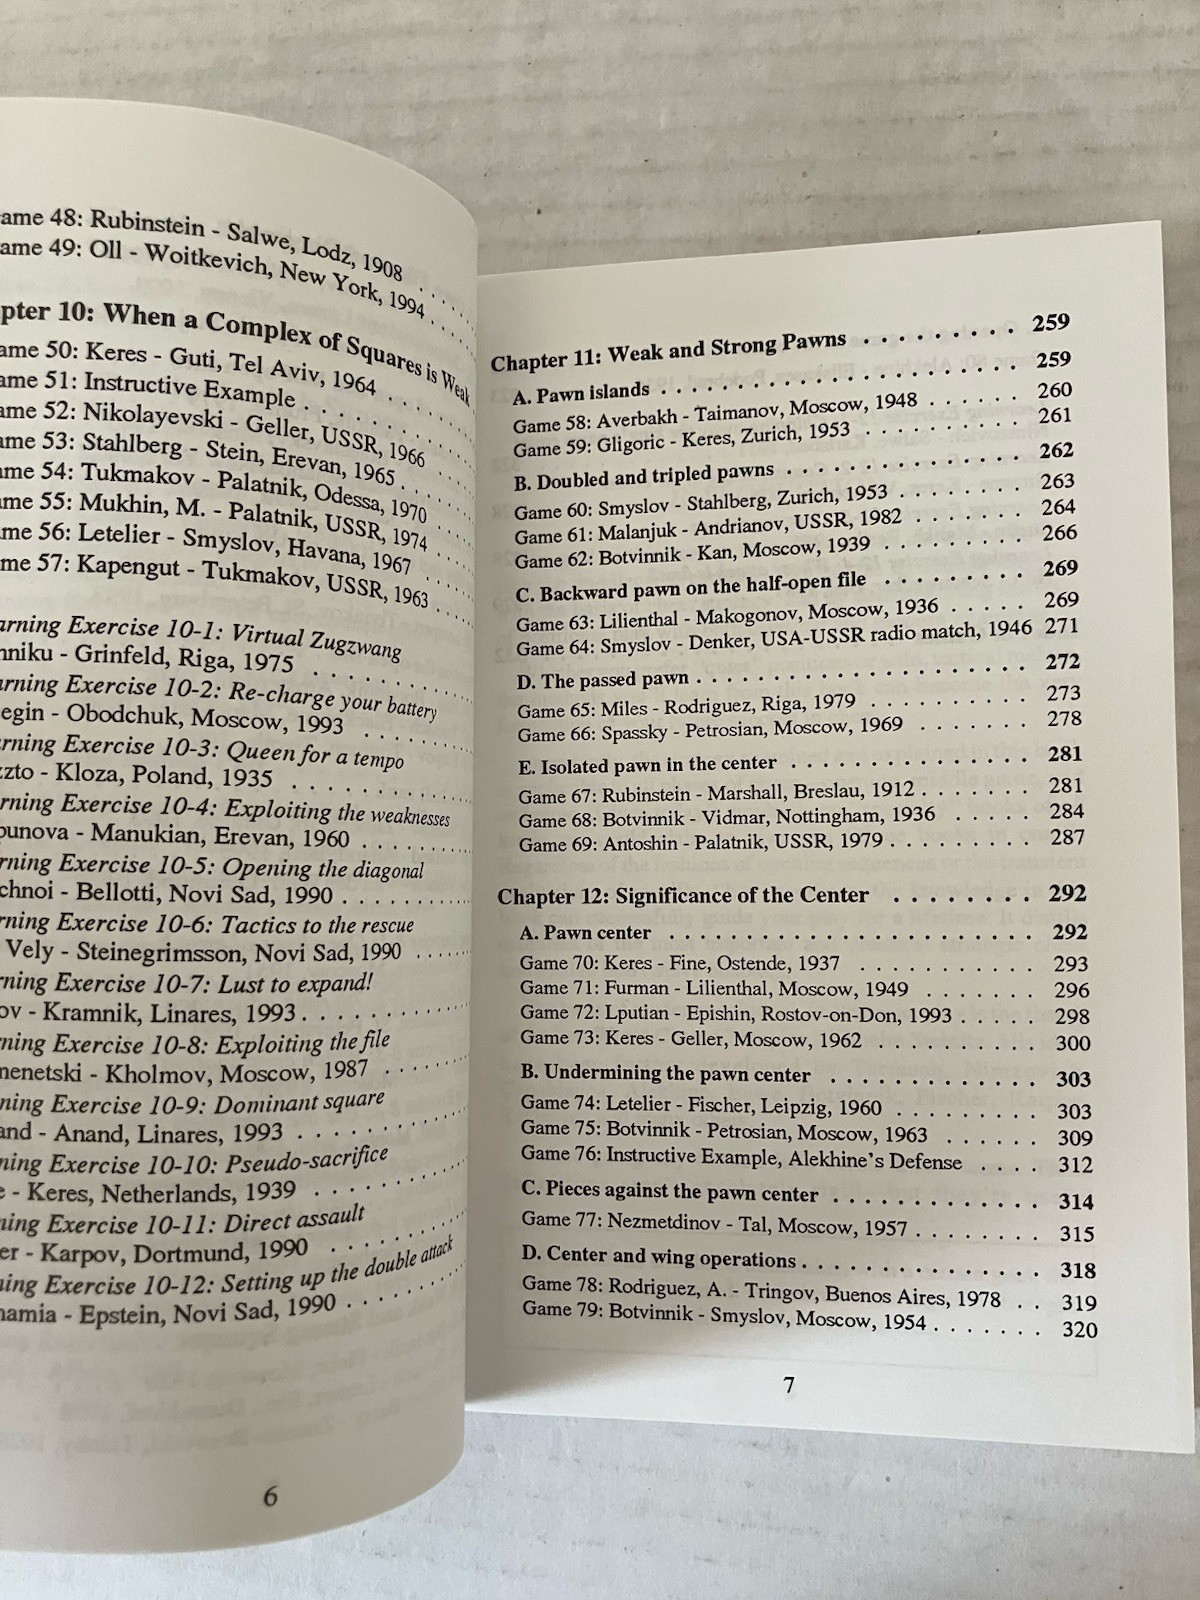 ame 48: Rubinstein - Salwe, Lodz, 1908 . . . .
ame 49: Oll - Woitkevich, New York, 1994 . . . .
pter 10: When a Complex of Squares is Weak
ame 50: Keres - Guti, Tel Aviv, 1964 . . . . . .
ame 51: Instructive Example . . . . . . . . . . .
ame 52: Nikolayevski - Geller, USSR, 1966 . . . .
ame 53: Stahlberg - Stein, Erevan, 1965 . . . . . .
ame 54: Tukmakov - Palatnik, Odessa, 1970 . . . .
ame 55: Mukhin, M. - Palatnik, USSR, 1974 . . . .
me 56: Letelier - Smyslov, Havana, 1967 . . . .
me 57: Kapengut - Tukmakov, USSR, 1963 . . . .
arning Exercise 10-1: Virtual Zugzwang
nniku - Grinfeld, Riga, 1975 . . . . . . . . . . . .
arning Exercise 10-2: Re-charge your battery
egin - Obodchuk, Moscow, 1993 . . . . . . . . .
rning Exercise 10-3: Queen for a tempo
zzto - Kloza, Poland, 1935 . . . . . . . . . . . . .
rning Exercise 10-4: Exploiting the weaknesses
punova - Manukian, Erevan, 1960 . . . . . . . . .
rning Exercise 10-5: Opening the diagonal
chnoi - Bellotti, Novi Sad, 1990 . . . . . . . . . .
rning Exercise 10-6: Tactics to the rescue
Vely - Steinegrimsson, Novi Sad, 1990 . . . . . .
rning Exercise 10-7: Lust to expand!
ov - Kramnik, Linares, 1993 . . . . . . . . . . . .
ning Exercise 10-8: Exploiting the file
menetski - Kholmov, Moscow, 1987 . . . . . . .
ning Exercise 10-9: Dominant square
and - Anand, Linares, 1993 . . . . . . . . . . . .
ning Exercise 10-10: Pseudo-sacrifice
e - Keres, Netherlands, 1939 . . . . . . . . . . .
ning Exercise 10-11: Direct assault
er - Karpov, Dortmund, 1990 . . . . . . . . . .
ning Exercise 10-12: Setting up the double attack
namia - Epstein, Novi Sad, 1990 . . . . . . . . .
6
Chapter 11: Weak and Strong Pawns . . . . . . . . . 259
A. Pawn islands . . . . . . . . . . . . . . . . . . . . 259
Game 58: Averbakh - Taimanov, Moscow, 1948 . . . . . . 260
Game 59: Gligoric - Keres, Zurich, 1953 . . . . . . . . . . 261
B. Doubled and tripled pawns . . . . . . . . . . . . . . 262
Game 60: Smyslov - Stahlberg, Zurich, 1953 . . . . . . . . 263
Game 61: Malanjuk - Andrianov, USSR, 1982 . . . . . . . 264
Game 62: Botvinnik - Kan, Moscow, 1939 . . . . . . . . . 266
C. Backward pawn on the half-open file . . . . . . . . . 269
Game 63: Lilienthal - Makogonov, Moscow, 1936 . . . . . 269
Game 64: Smyslov - Denker, USA-USSR radio match, 1946 271
D. The passed pawn . . . . . . . . . . . . . . . . . . . 272
Game 65: Miles - Rodriguez, Riga, 1979 . . . . . . . . . . 273
Game 66: Spassky - Petrosian, Moscow, 1969 . . . . . . . 278
E. Isolated pawn in the center . . . . . . . . . . . . . . 281
Game 67: Rubinstein - Marshall, Breslau, 1912 . . . . . . . 281
Game 68: Botvinnik - Vidmar, Nottingham, 1936 . . . . . 284
Game 69: Antoshin - Palatnik, USSR, 1979 . . . . . . . . . 287
Chapter 12: Significance of the Center . . . . . . . . 292
A. Pawn center . . . . . . . . . . . . . . . . . . . . . 292
Game 70: Keres - Fine, Ostende, 1937 . . . . . . . . . . . 293
Game 71: Furman - Lilienthal, Moscow, 1949 . . . . . . . 296
Game 72: Lputian - Epishin, Rostov-on-Don, 1993 . . . . . 298
Game 73: Keres - Geller, Moscow, 1962 . . . . . . . . . . 300
B. Undermining the pawn center . . . . . . . . . . . . . 303
Game 74: Letelier - Fischer, Leipzig, 1960 . . . . . . . . . 303
Game 75: Botvinnik - Petrosian, Moscow, 1963 . . . . . . 309
Game 76: Instructive Example, Alekhine's Defense . . . . 312
C. Pieces against the pawn center . . . . . . . . . . . . 314
Game 77: Nezmetdinov - Tal, Moscow, 1957 . . . . . . . . 315
D. Center and wing operations . . . . . . . . . . . . . . . 318
Game 78: Rodriguez, A. - Tringov, Buenos Aires, 1978 . . 319
Game 79: Botvinnik - Smyslov, Moscow, 1954 . . . . . . . 320
7